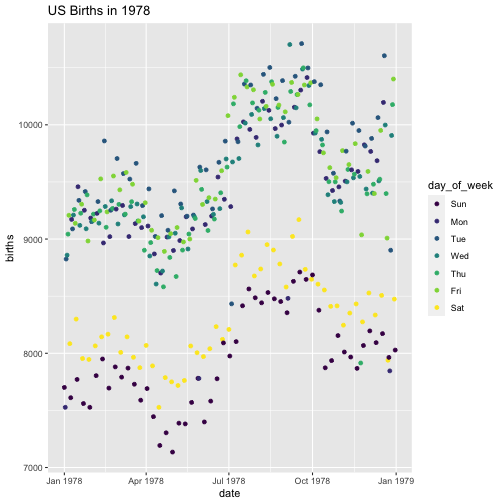 US Births in 1978
births
10000
9000
8000
7000
Jan 1978
Apr 1978
Jul 1978
Oct 1978
Jan 1979
date
day_of_week
Sun
Mon
Tue
Wed
Thu
Fri
Sat